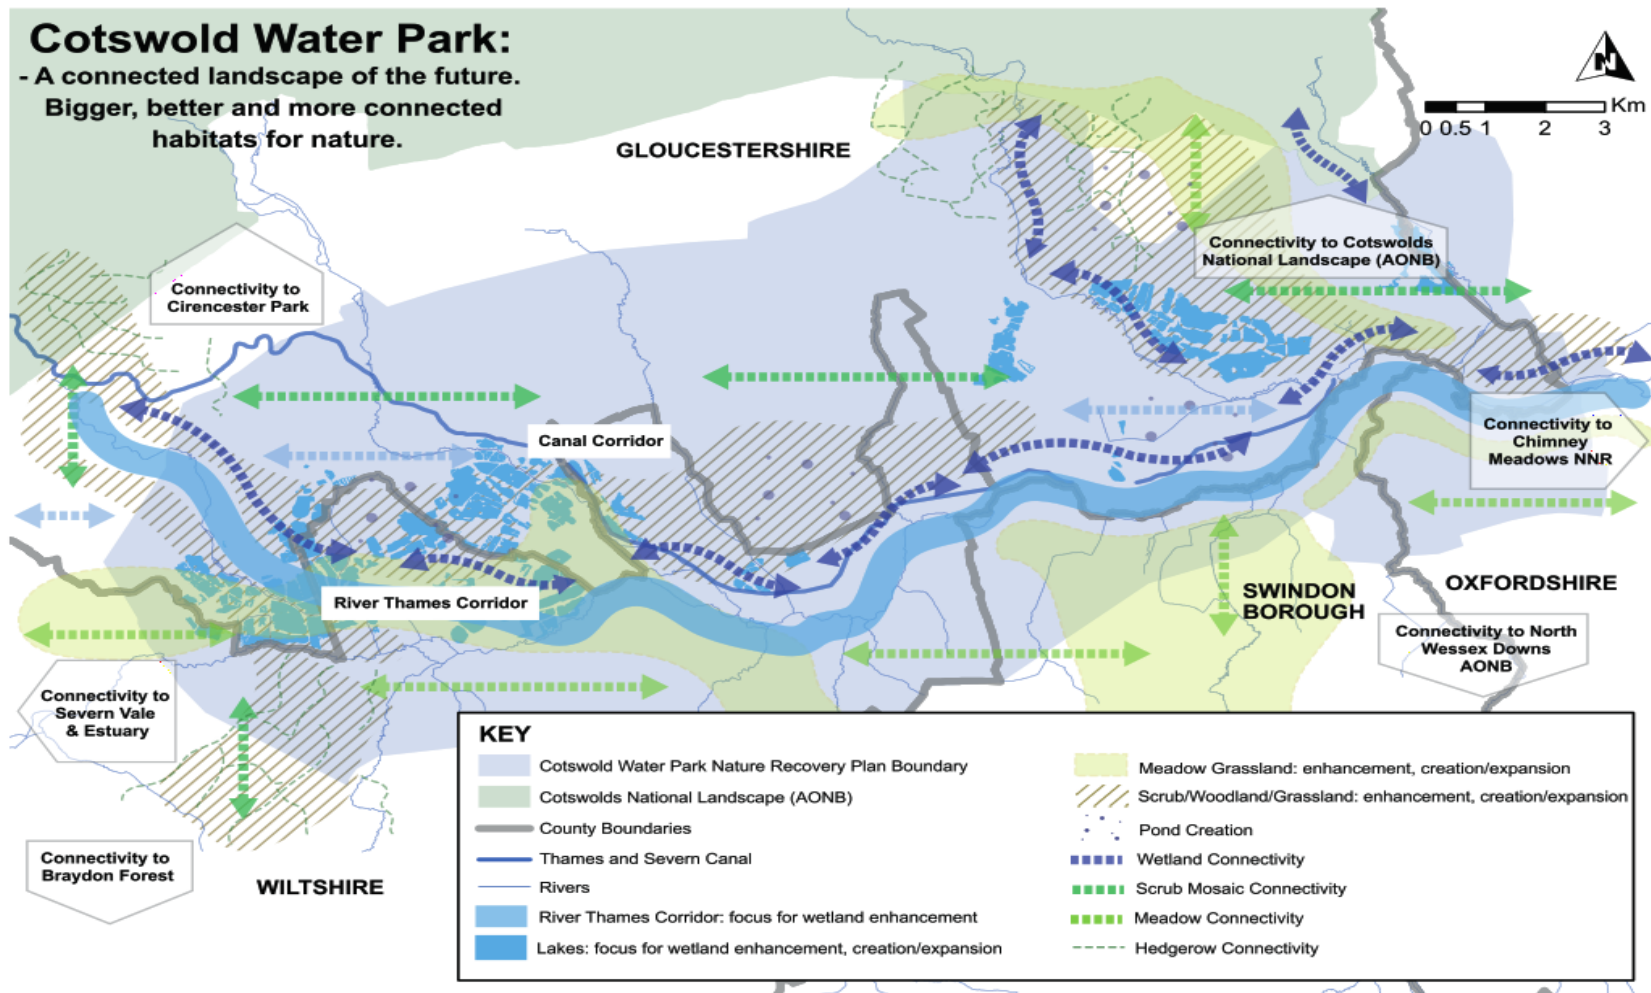 Cotswold Water Park:
- A connected landscape of the future.
Bigger, better and more connected
habitats for nature.
N
Km
0 0.5 1 2 3
GLOUCESTERSHIRE
Connectivity to Cotswolds
National Landscape (AONB)
Connectivity to
Cirencester Park
Canal Corridor
Connectivity to
Chimney
Meadows NNR
River Thames Corridor
SWINDON
BOROUGH
OXFORDSHIRE
Connectivity to North
Wessex Downs
AONB
Connectivity to
Severn Vale
& Estuary
Connectivity to
Braydon Forest
WILTSHIRE
KEY
Cotswold Water Park Nature Recovery Plan Boundary
Cotswolds National Landscape (AONB)
County Boundaries
Thames and Severn Canal
Rivers
River Thames Corridor: focus for wetland enhancement
Lakes: focus for wetland enhancement, creation/expansion
Meadow Grassland: enhancement, creation/expansion
Scrub/Woodland/Grassland: enhancement, creation/expansion
Pond Creation
Wetland Connectivity
Scrub Mosaic Connectivity
Meadow Connectivity
Hedgerow Connectivity